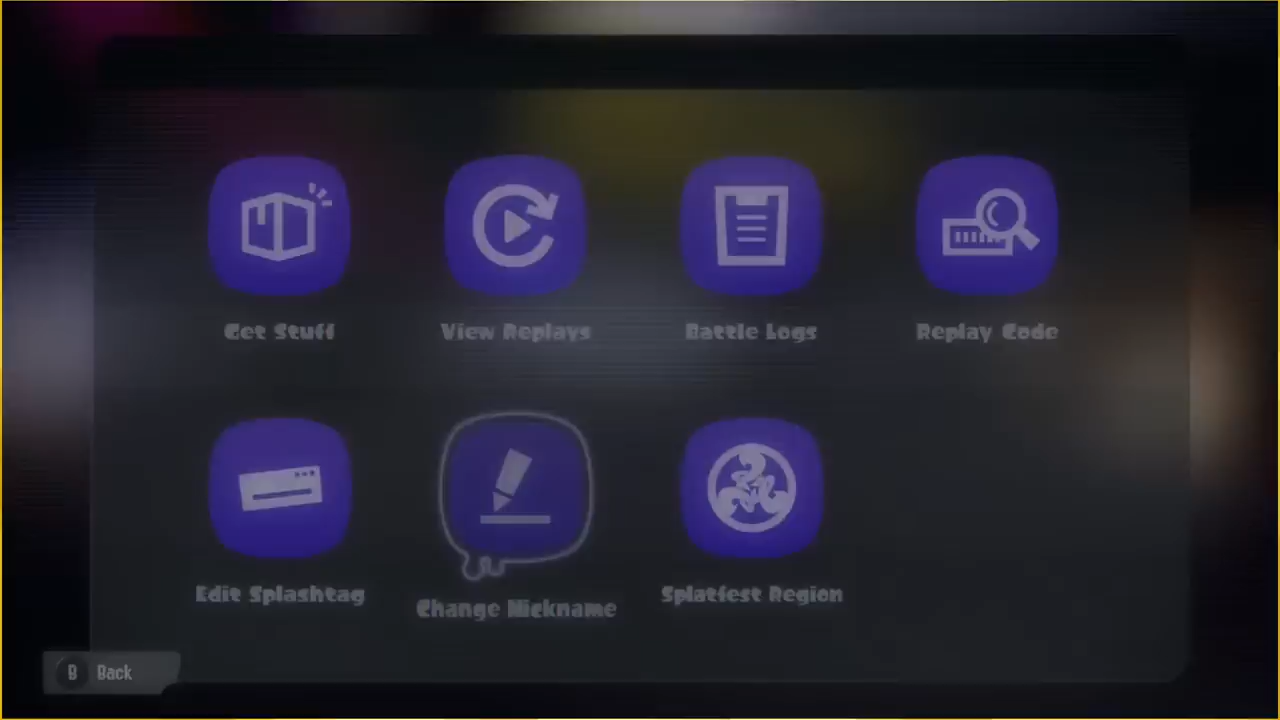 Get Stuff
View Replays
Battle Logs
Replay Code
Edit Splashtag
Change Nickname
Splatfest Region
B Back